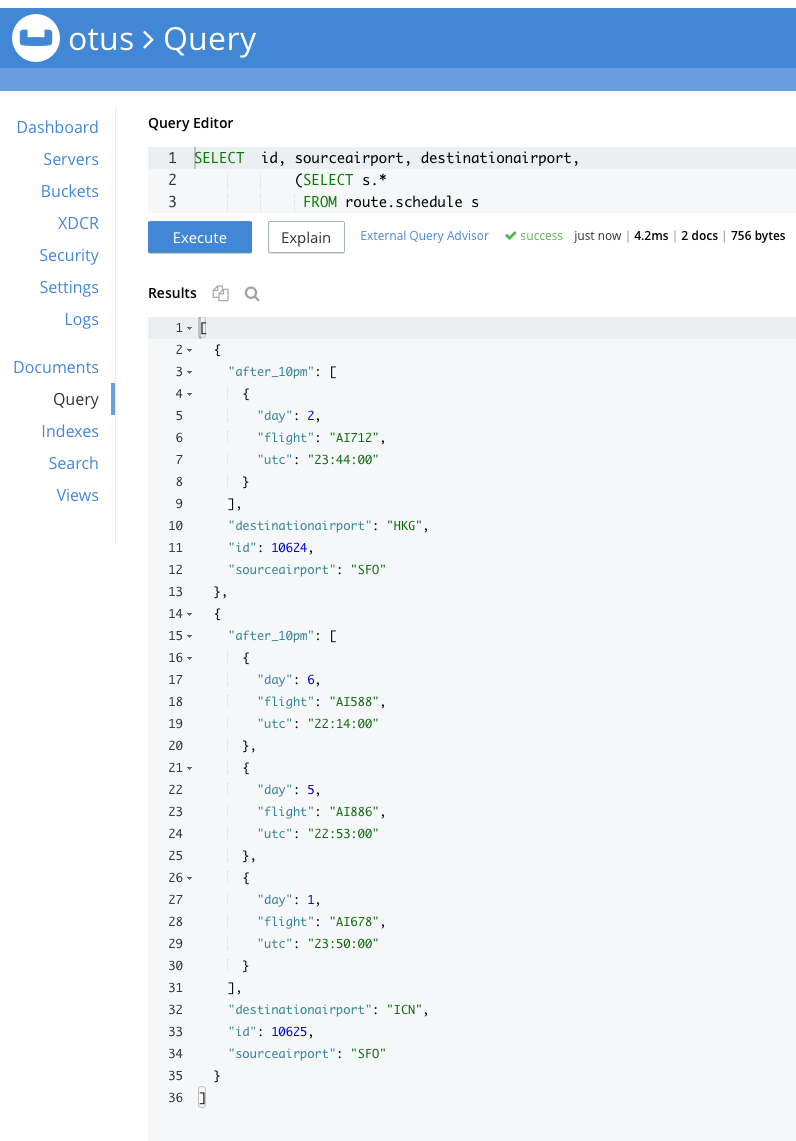 otus > Query
Dashboard
Servers
Buckets
XDCR
Security
Settings
Logs
Documents
Query
Indexes
Search
Views
Query Editor
1 SELECT id, sourceairport, destinationairport,
2 (SELECT s.*
3 FROM route.schedule s
Execute Explain External Query Advisor ✓ success just now | 4.2ms | 2 docs | 756 bytes
Results
1 [
2 {
3 "after_10pm": [
4 {
5 "day": 2,
6 "flight": "AI712",
7 "utc": "23:44:00"
8 }
9 ],
10 "destinationairport": "HKG",
11 "id": 10624,
12 "sourceairport": "SFO"
13 },
14 {
15 "after_10pm": [
16 {
17 "day": 6,
18 "flight": "AI588",
19 "utc": "22:14:00"
20 },
21 {
22 "day": 5,
23 "flight": "AI886",
24 "utc": "22:53:00"
25 },
26 {
27 "day": 1,
28 "flight": "AI678",
29 "utc": "23:50:00"
30 }
31 ],
32 "destinationairport": "ICN",
33 "id": 10625,
34 "sourceairport": "SFO"
35 }
36 ]